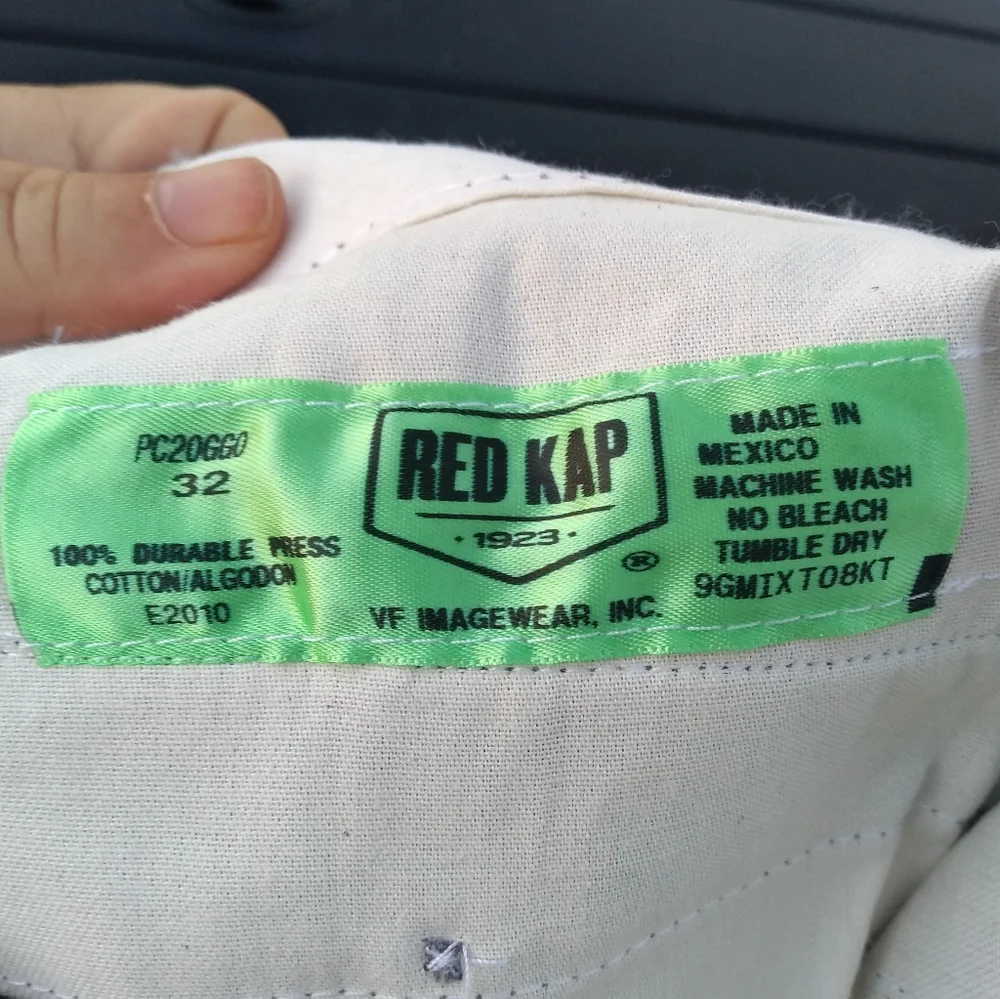 PC20GG0
32
100% DURABLE PRESS
COTTON/ALGODON
E2010
RED KAP
· 1923 ·
®
VF IMAGEWEAR, INC.
MADE IN
MEXICO
MACHINE WASH
NO BLEACH
TUMBLE DRY
9GMIXT08KT